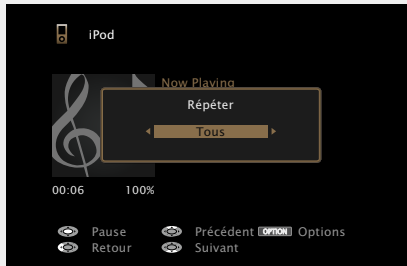 iPod
Now Playing
Répéter
Tous
00:06 100%
Pause Précédent OPTION Options
Retour Suivant